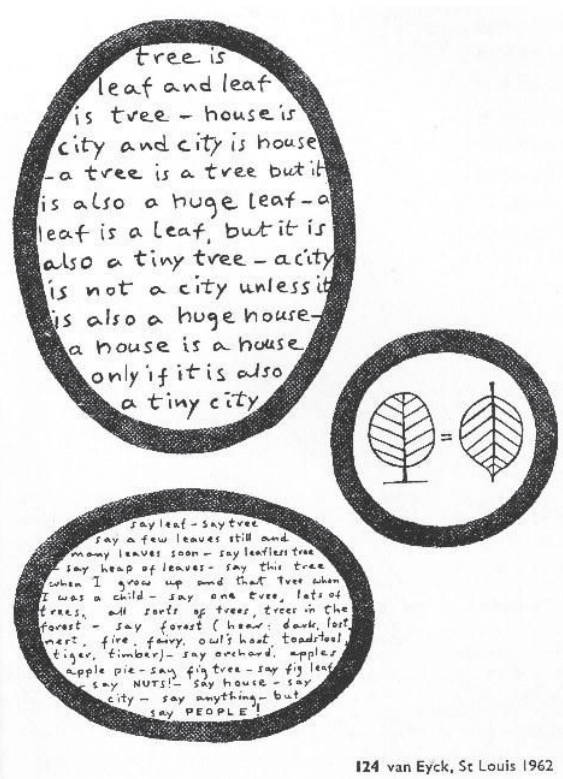 tree is
leaf and leaf
is tree – house is
city and city is house
– a tree is a tree but it
is also a huge leaf – a
leaf is a leaf, but it is
also a tiny tree – a city
is not a city unless it
is also a huge house –
a house is a house
only if it is also
a tiny city
=
say leaf – say tree
say a few leaves still and
many leaves soon – say leafless tree
– say heap of leaves – say this tree
when I grow up and that tree when
I was a child – say one tree, lots of
trees, all sorts of trees, trees in the
forest – say forest (hear: dark, lost,
nest, fire, fairy, owl's hoot, toadstool,
tiger, timber) – say orchard, apples
apple pie – say fig tree – say fig leaf
– say NUTS! – say house – say
city – say anything – but
say PEOPLE!
124 van Eyck, St Louis 1962